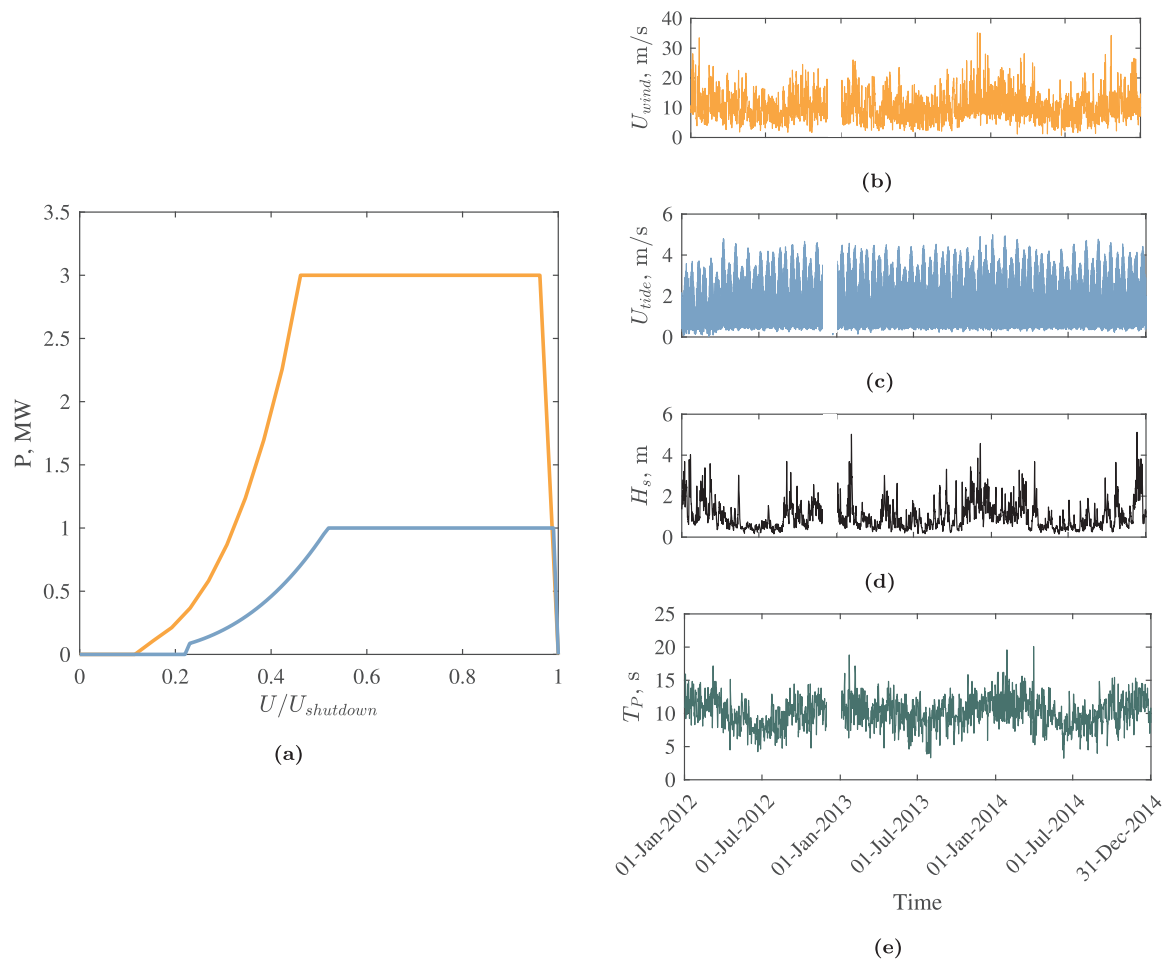 3.5
3
2.5
2
1.5
1
0.5
0
P, MW
0 0.2 0.4 0.6 0.8 1
U/U_shutdown
(a)
40
30
20
10
0
U_wind, m/s
(b)
6
4
2
0
U_tide, m/s
(c)
6
4
2
0
H_s, m
(d)
25
20
15
10
5
0
T_P, s
01-Jan-2012 01-Jul-2012 01-Jan-2013 01-Jul-2013 01-Jan-2014 01-Jul-2014 31-Dec-2014
Time
(e)